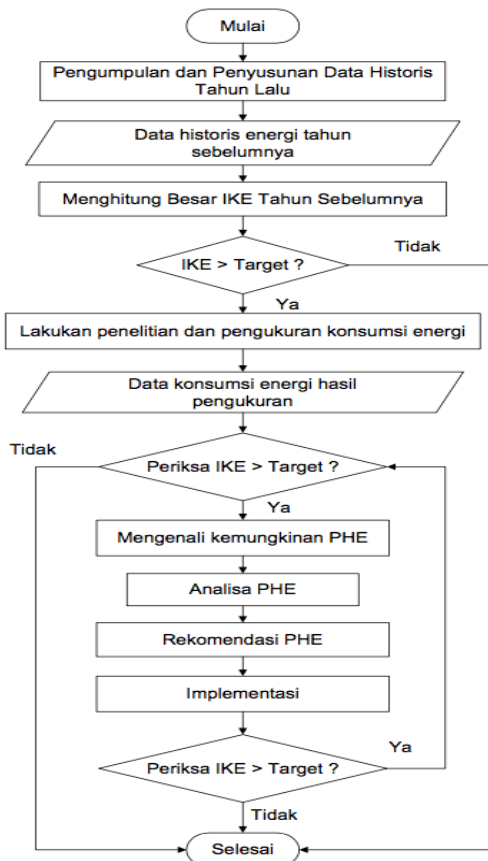 Mulai
Pengumpulan dan Penyusunan Data Historis
Tahun Lalu
Data historis energi tahun
sebelumnya
Menghitung Besar IKE Tahun Sebelumnya
Tidak
IKE > Target ?
Ya
Lakukan penelitian dan pengukuran konsumsi energi
Data konsumsi energi hasil
pengukuran
Tidak
Periksa IKE > Target ?
Ya
Mengenali kemungkinan PHE
Analisa PHE
Rekomendasi PHE
Implementasi
Ya
Periksa IKE > Target ?
Tidak
Selesai